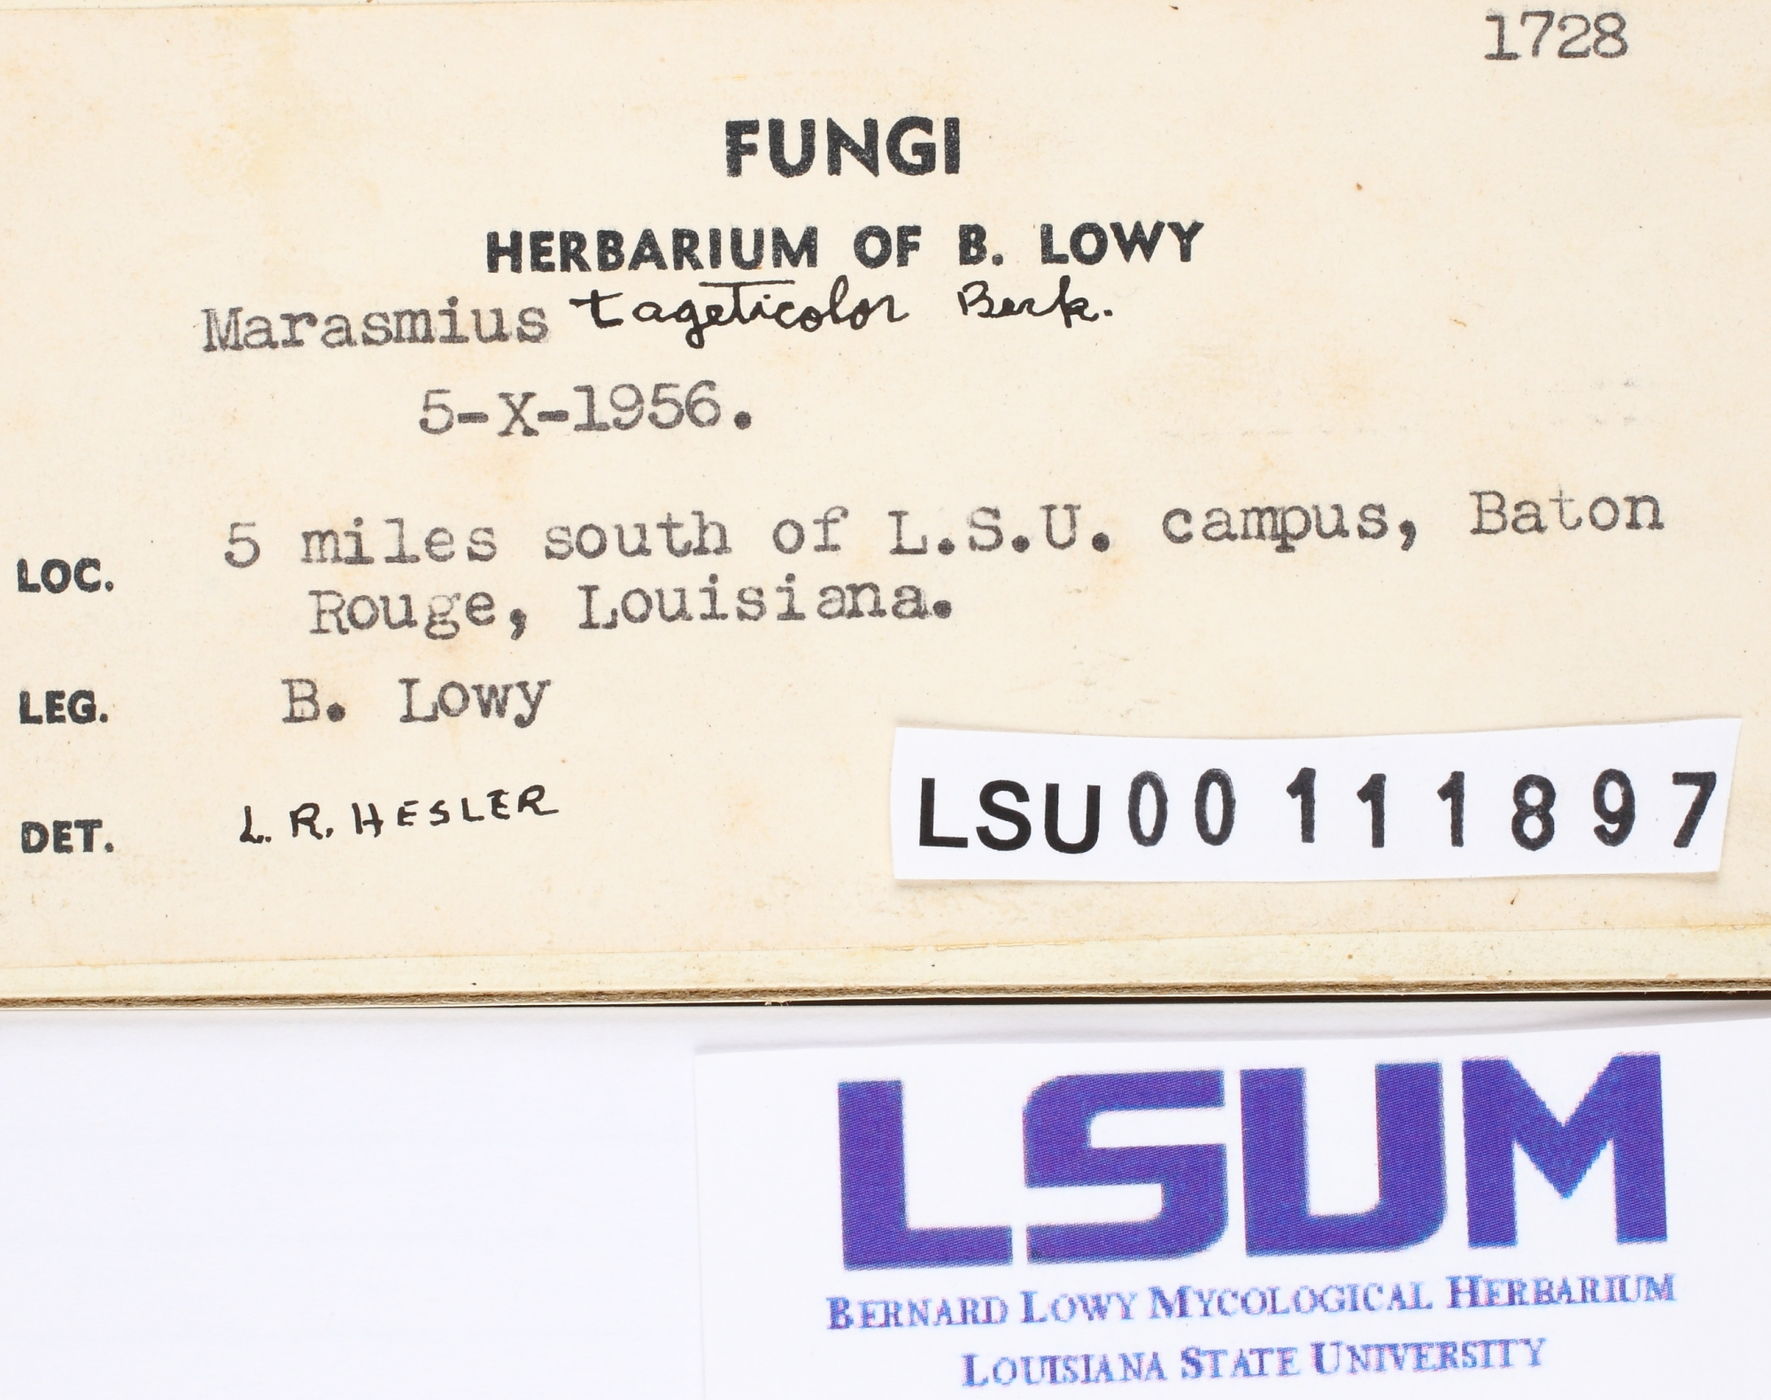 1728
FUNGI
HERBARIUM OF B. LOWY
Marasmius tageticolor Berk.
5-X-1956.
LOC. 5 miles south of L.S.U. campus, Baton
Rouge, Louisiana.
LEG. B. Lowy
DET. L. R. HESLER
LSU00111897
LSUM
BERNARD LOWY MYCOLOGICAL HERBARIUM
LOUISIANA STATE UNIVERSITY